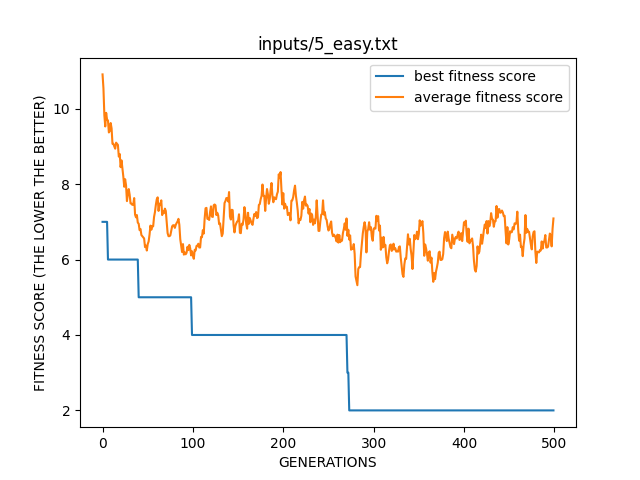 inputs/5_easy.txt
best fitness score
average fitness score
FITNESS SCORE (THE LOWER THE BETTER)
10
8
6
4
2
0 100 200 300 400 500
GENERATIONS